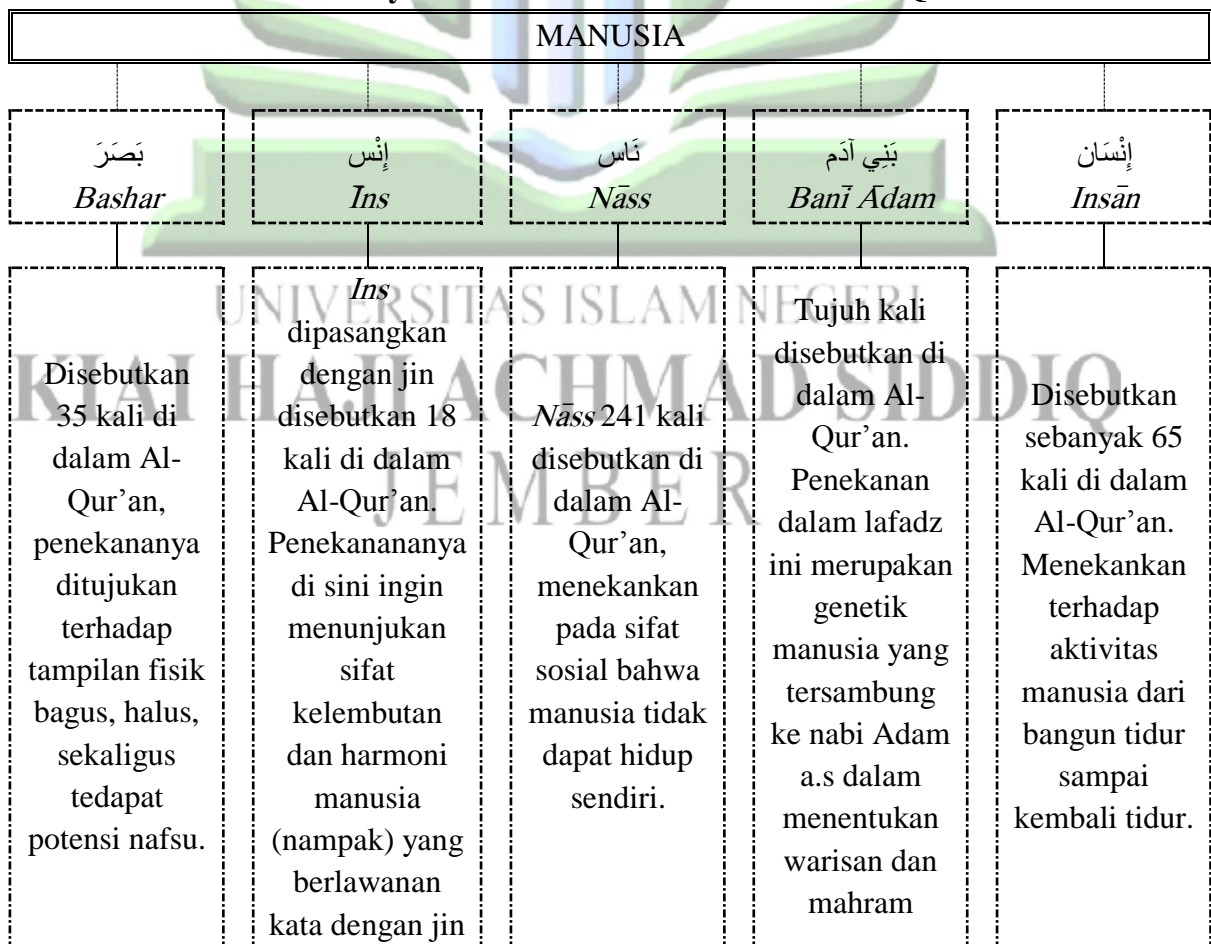 MANUSIA
بَصَرَ
Bashar
إِنْس
Īns
نَاس
Nāss
بَنِي آدَم
Banī Ādam
إِنْسَان
Insān
Disebutkan
35 kali di
dalam Al-
Qur’an,
penekananya
ditujukan
terhadap
tampilan fisik
bagus, halus,
sekaligus
tedapat
potensi nafsu.
Ins
dipasangkan
dengan jin
disebutkan 18
kali di dalam
Al-Qur’an.
Penekanananya
di sini ingin
menunjukan
sifat
kelembutan
dan harmoni
manusia
(nampak) yang
berlawanan
kata dengan jin
Nāss 241 kali
disebutkan di
dalam Al-
Qur’an,
menekankan
pada sifat
sosial bahwa
manusia tidak
dapat hidup
sendiri.
Tujuh kali
disebutkan di
dalam Al-
Qur’an.
Penekanan
dalam lafadz
ini merupakan
genetik
manusia yang
tersambung
ke nabi Adam
a.s dalam
menentukan
warisan dan
mahram
Disebutkan
sebanyak 65
kali di dalam
Al-Qur’an.
Menekankan
terhadap
aktivitas
manusia dari
bangun tidur
sampai
kembali tidur.
UNIVERSITAS ISLAM NEGERI
KIAI HAJI ACHMAD SIDDIQ
JEMBER